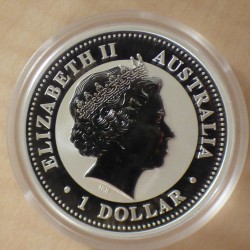 ELIZABETH II
AUSTRALIA
· 1 DOLLAR ·